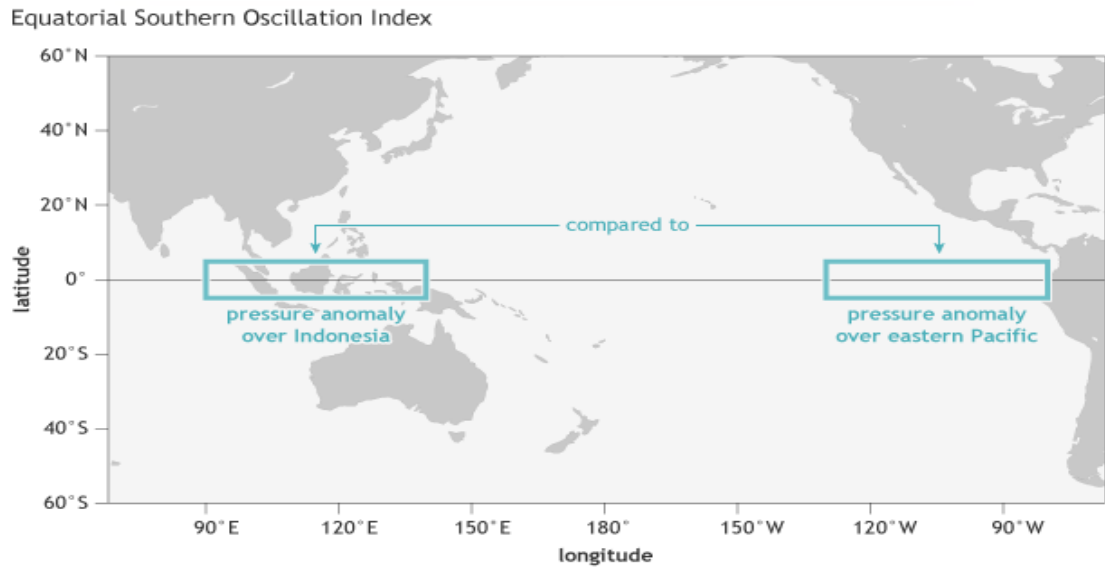 Equatorial Southern Oscillation Index
60°N
40°N
20°N
0°
20°S
40°S
60°S
latitude
compared to
pressure anomaly
over Indonesia
pressure anomaly
over eastern Pacific
90°E
120°E
150°E
180°
150°W
120°W
90°W
longitude